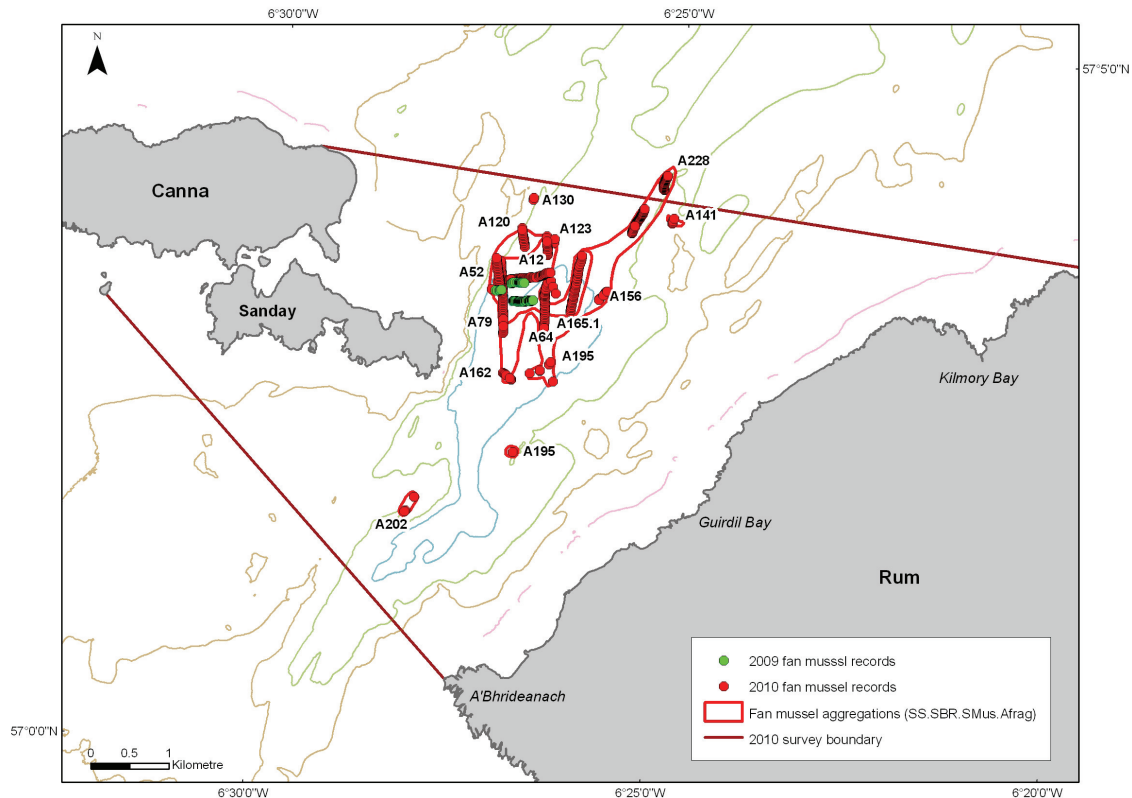 6°30'0"W
6°25'0"W
N
57°5'0"N
A228
Canna
A130
A141
A120
A123
A12
A52
A156
Sanday
A79
A165.1
A64
A195
A162
Kilmory Bay
A195
A202
Guirdil Bay
Rum
2009 fan musssl records
2010 fan mussel records
A'Bhrideanach
Fan mussel aggregations (SS.SBR.SMus.Afrag)
57°0'0"N
2010 survey boundary
0 0.5 1
Kilometre
6°30'0"W
6°25'0"W
6°20'0"W